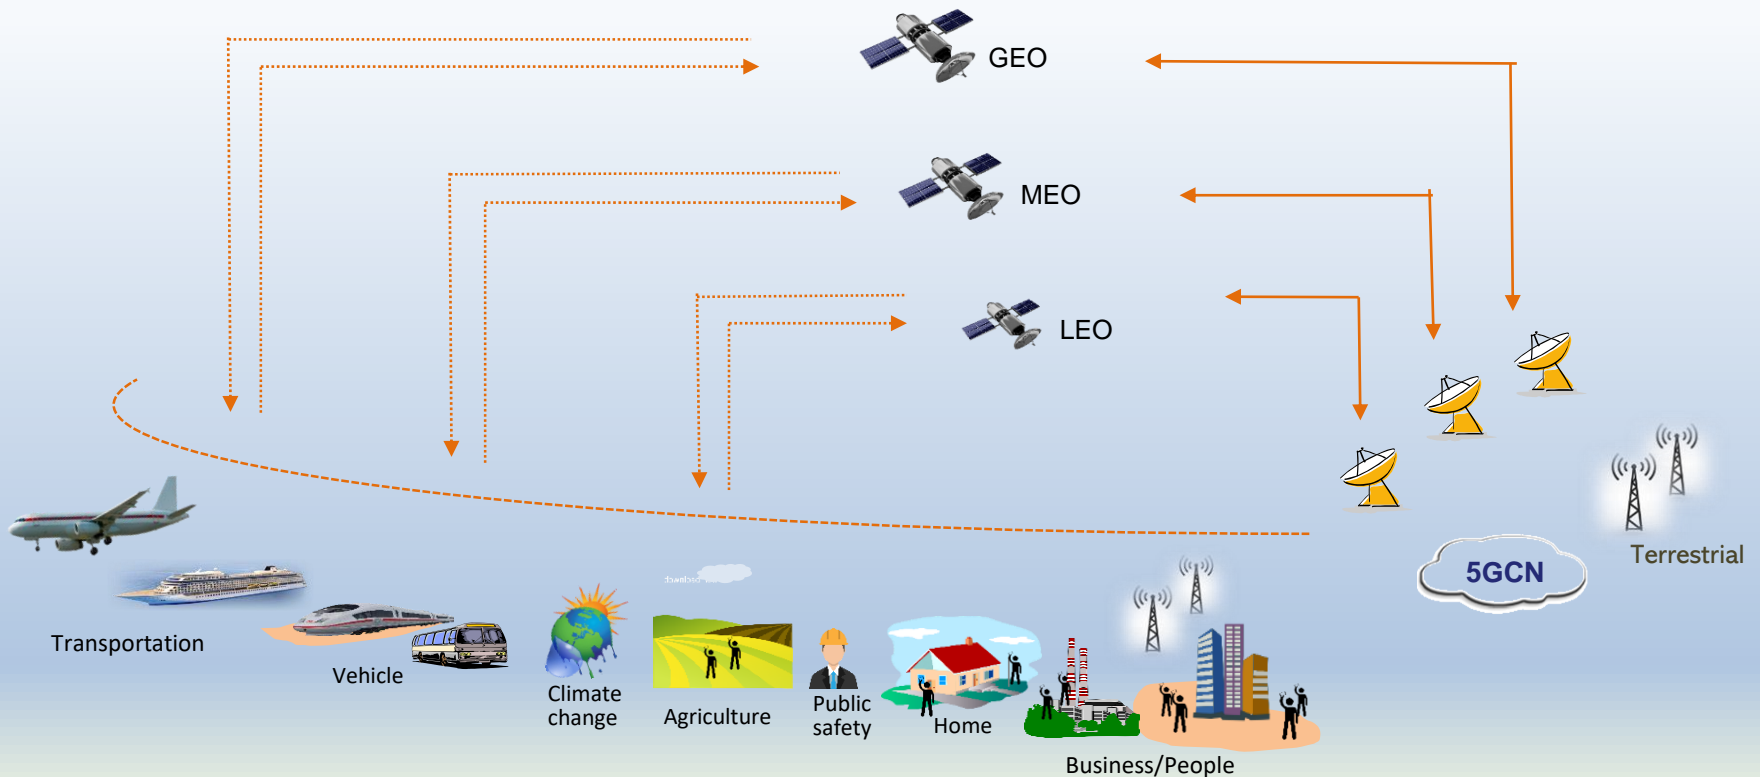 GEO
MEO
LEO
5GCN
Terrestrial
Transportation
Vehicle
Climate
change
Agriculture
Public
safety
Home
Business/People